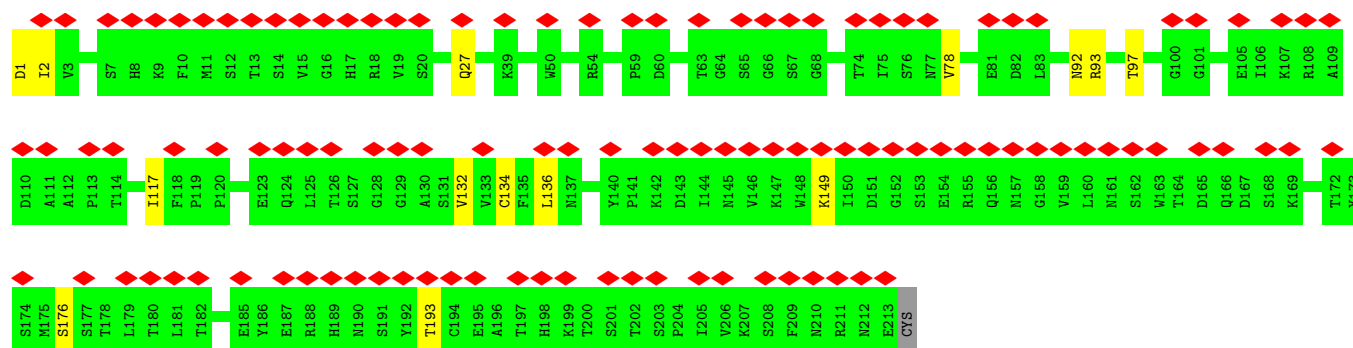 D1 I2 V3 S7 H8 K9 F10 M11 S12 T13 S14 V15 G16 H17 R18 V19 S20 Q27 K39 W50 R54 P59 D60 T63 G64 S65 G66 S67 G68 T74 I75 S76 N77 V78 E81 D82 L83 N92 R93 T97 G100 G101 E105 I106 K107 R108 A109
D110 A111 A112 P113 T114 I117 F118 P119 P120 E123 Q124 L125 T126 S127 G128 G129 A130 S131 V132 V133 C134 F135 L136 N137 Y140 P141 K142 D143 I144 N145 V146 K147 W148 K149 I150 D151 G152 S153 E154 R155 Q156 N157 G158 V159 L160 N161 S162 W163 T164 D165 Q166 D167 S168 K169 T172
S174 M175 S176 S177 T178 L179 T180 L181 T182 E185 Y186 E187 R188 H189 N190 S191 Y192 T193 C194 E195 A196 T197 H198 K199 T200 S201 T202 S203 P204 I205 V206 K207 S208 F209 N210 R211 N212 E213 CYS